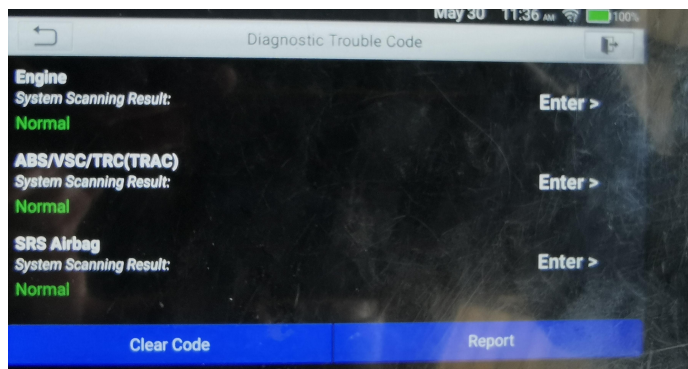 May 30 11:36 AM 100%
Diagnostic Trouble Code
Engine
System Scanning Result:
Normal
Enter >
ABS/VSC/TRC(TRAC)
System Scanning Result:
Normal
Enter >
SRS Airbag
System Scanning Result:
Normal
Enter >
Clear Code
Report